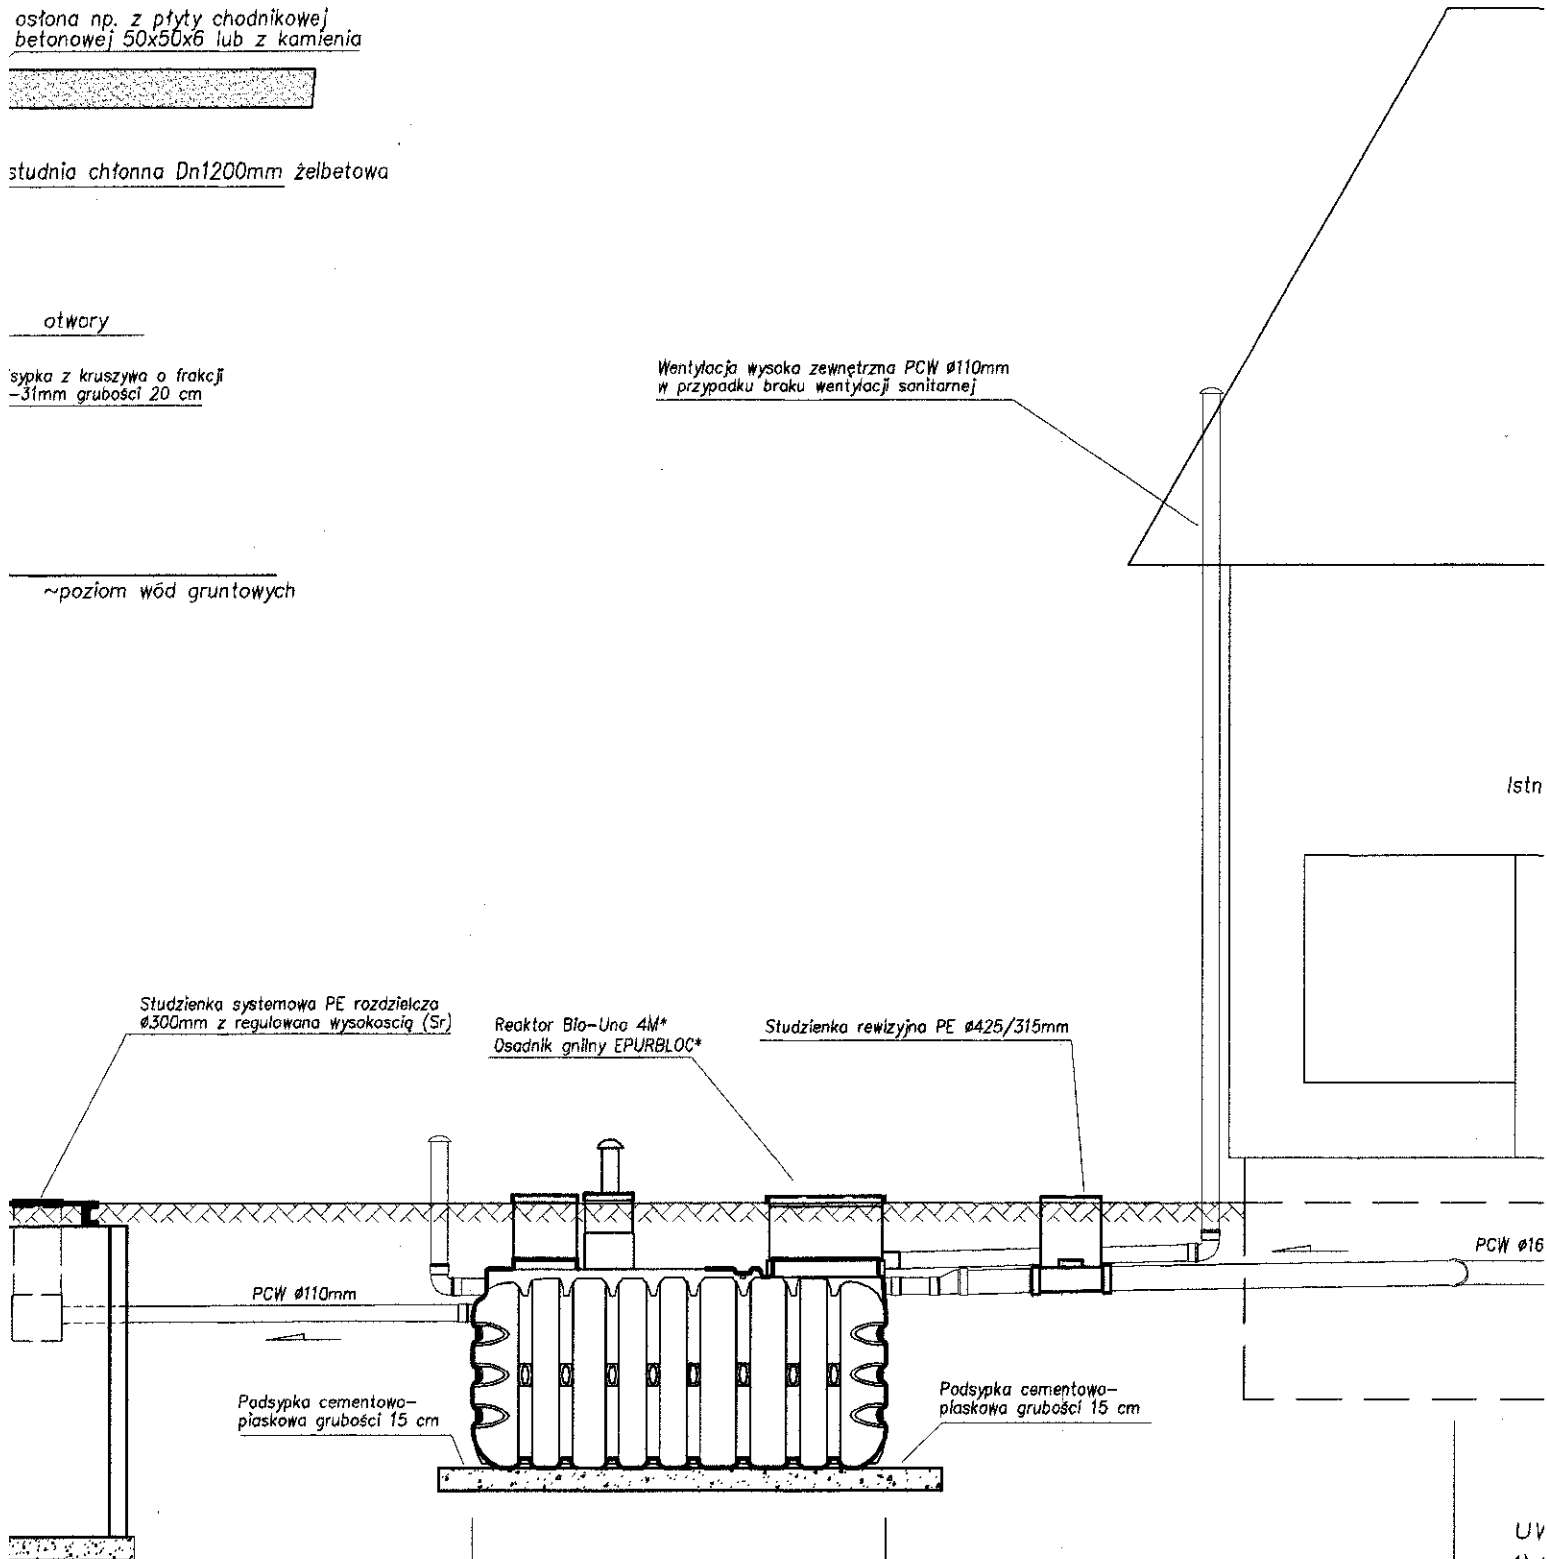 osłona np. z płyty chodnikowej
betonowej 50x50x6 lub z kamienia
studnia chłonna Dn1200mm żelbetowa
otwory
sypka z kruszywa o frakcji
-31mm grubości 20 cm
Wentylacja wysoka zewnętrzna PCW ø110mm
w przypadku braku wentylacji sanitarnej
~poziom wód gruntowych
Istn
Studzienka systemowa PE rozdzielcza
ø300mm z regulowana wysokoscią (Sr)
Reaktor Bio-Uno 4M*
Osadnik gnilny EPURBLOC*
Studzienka rewizyjna PE ø425/315mm
PCW ø16
PCW ø110mm
Podsypka cementowo-
piaskowa grubości 15 cm
Podsypka cementowo-
piaskowa grubości 15 cm